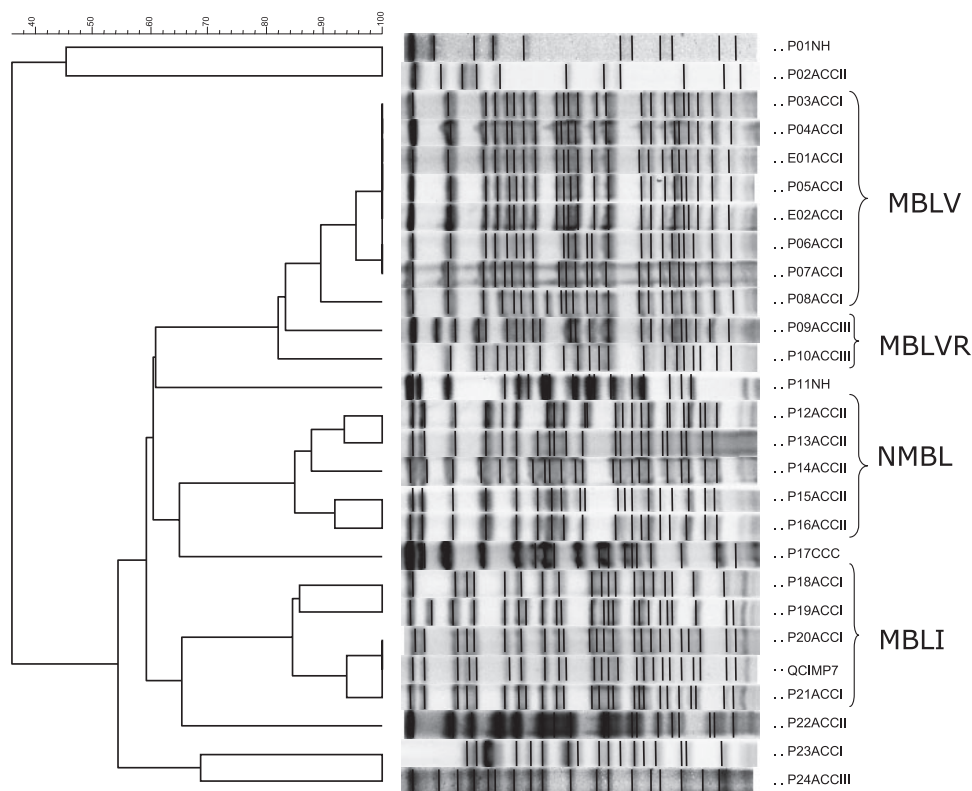 40 50 60 70 80 90 100
..P01NH
..P02ACCII
..P03ACCI
..P04ACCI
..E01ACCI
..P05ACCI
..E02ACCI
..P06ACCI
..P07ACCI
..P08ACCI
MBLV
..P09ACCIII
..P10ACCIII
MBLVR
..P11NH
..P12ACCII
..P13ACCII
..P14ACCII
..P15ACCII
..P16ACCII
NMBL
..P17CCC
..P18ACCI
..P19ACCI
..P20ACCI
..QCIMP7
..P21ACCI
MBLI
..P22ACCII
..P23ACCI
..P24ACCIII